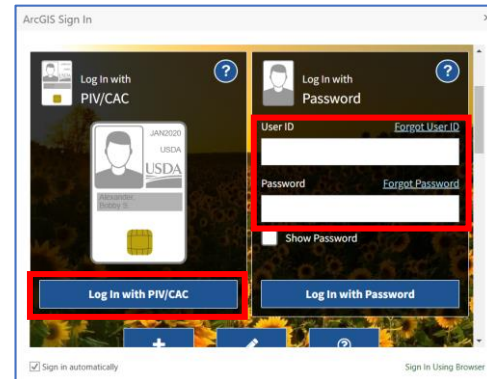 ArcGIS Sign In
Log In with
PIV/CAC
?
JAN2020
USDA
USDA
Alexander,
Bobby S.
Log In with PIV/CAC
Log In with
Password
?
User ID Forgot User ID
Password Forgot Password
Show Password
Log In with Password
Sign in automatically
Sign In Using Browser